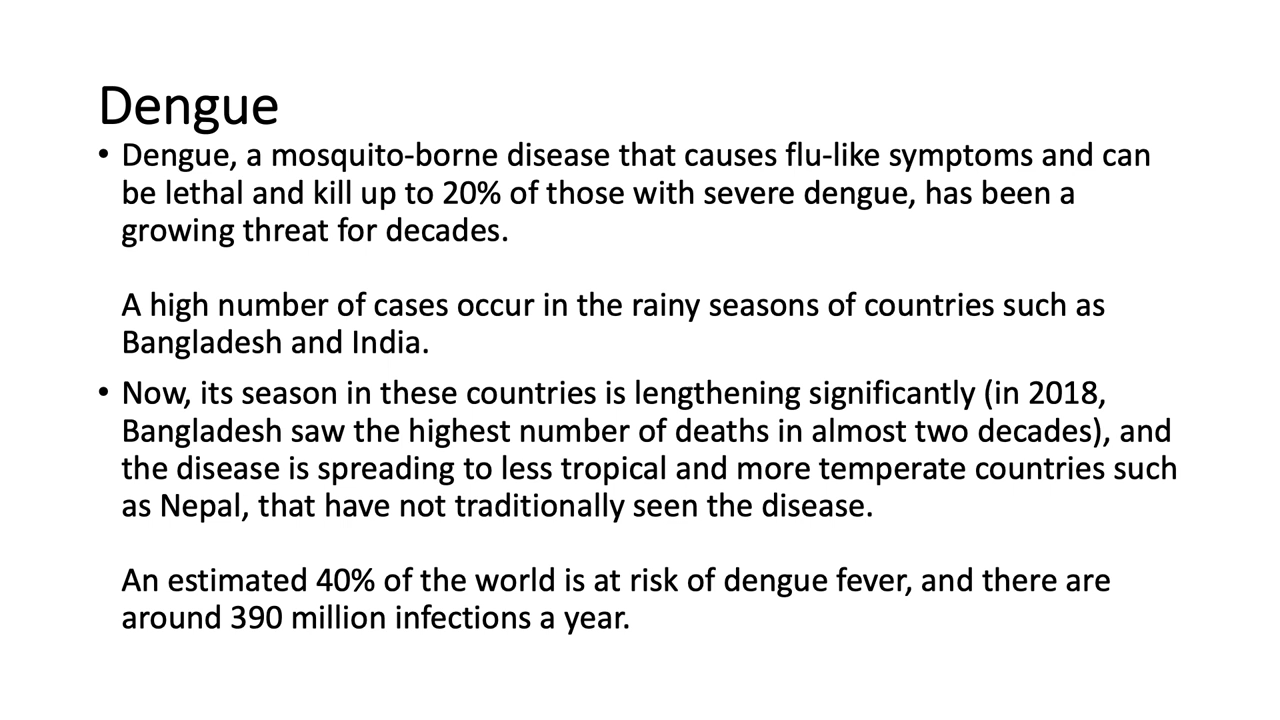 Dengue
• Dengue, a mosquito-borne disease that causes flu-like symptoms and can
be lethal and kill up to 20% of those with severe dengue, has been a
growing threat for decades.
A high number of cases occur in the rainy seasons of countries such as
Bangladesh and India.
• Now, its season in these countries is lengthening significantly (in 2018,
Bangladesh saw the highest number of deaths in almost two decades), and
the disease is spreading to less tropical and more temperate countries such
as Nepal, that have not traditionally seen the disease.
An estimated 40% of the world is at risk of dengue fever, and there are
around 390 million infections a year.